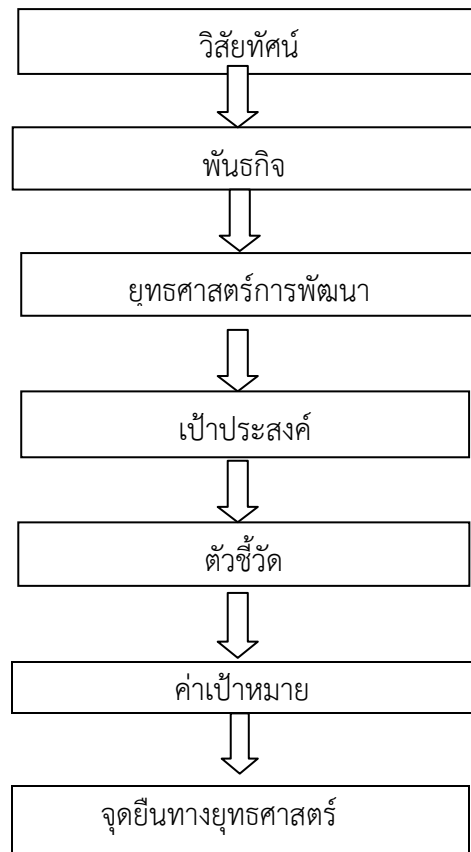 วิสัยทัศน์
พันธกิจ
ยุทธศาสตร์การพัฒนา
เป้าประสงค์
ตัวชี้วัด
ค่าเป้าหมาย
จุดยืนทางยุทธศาสตร์